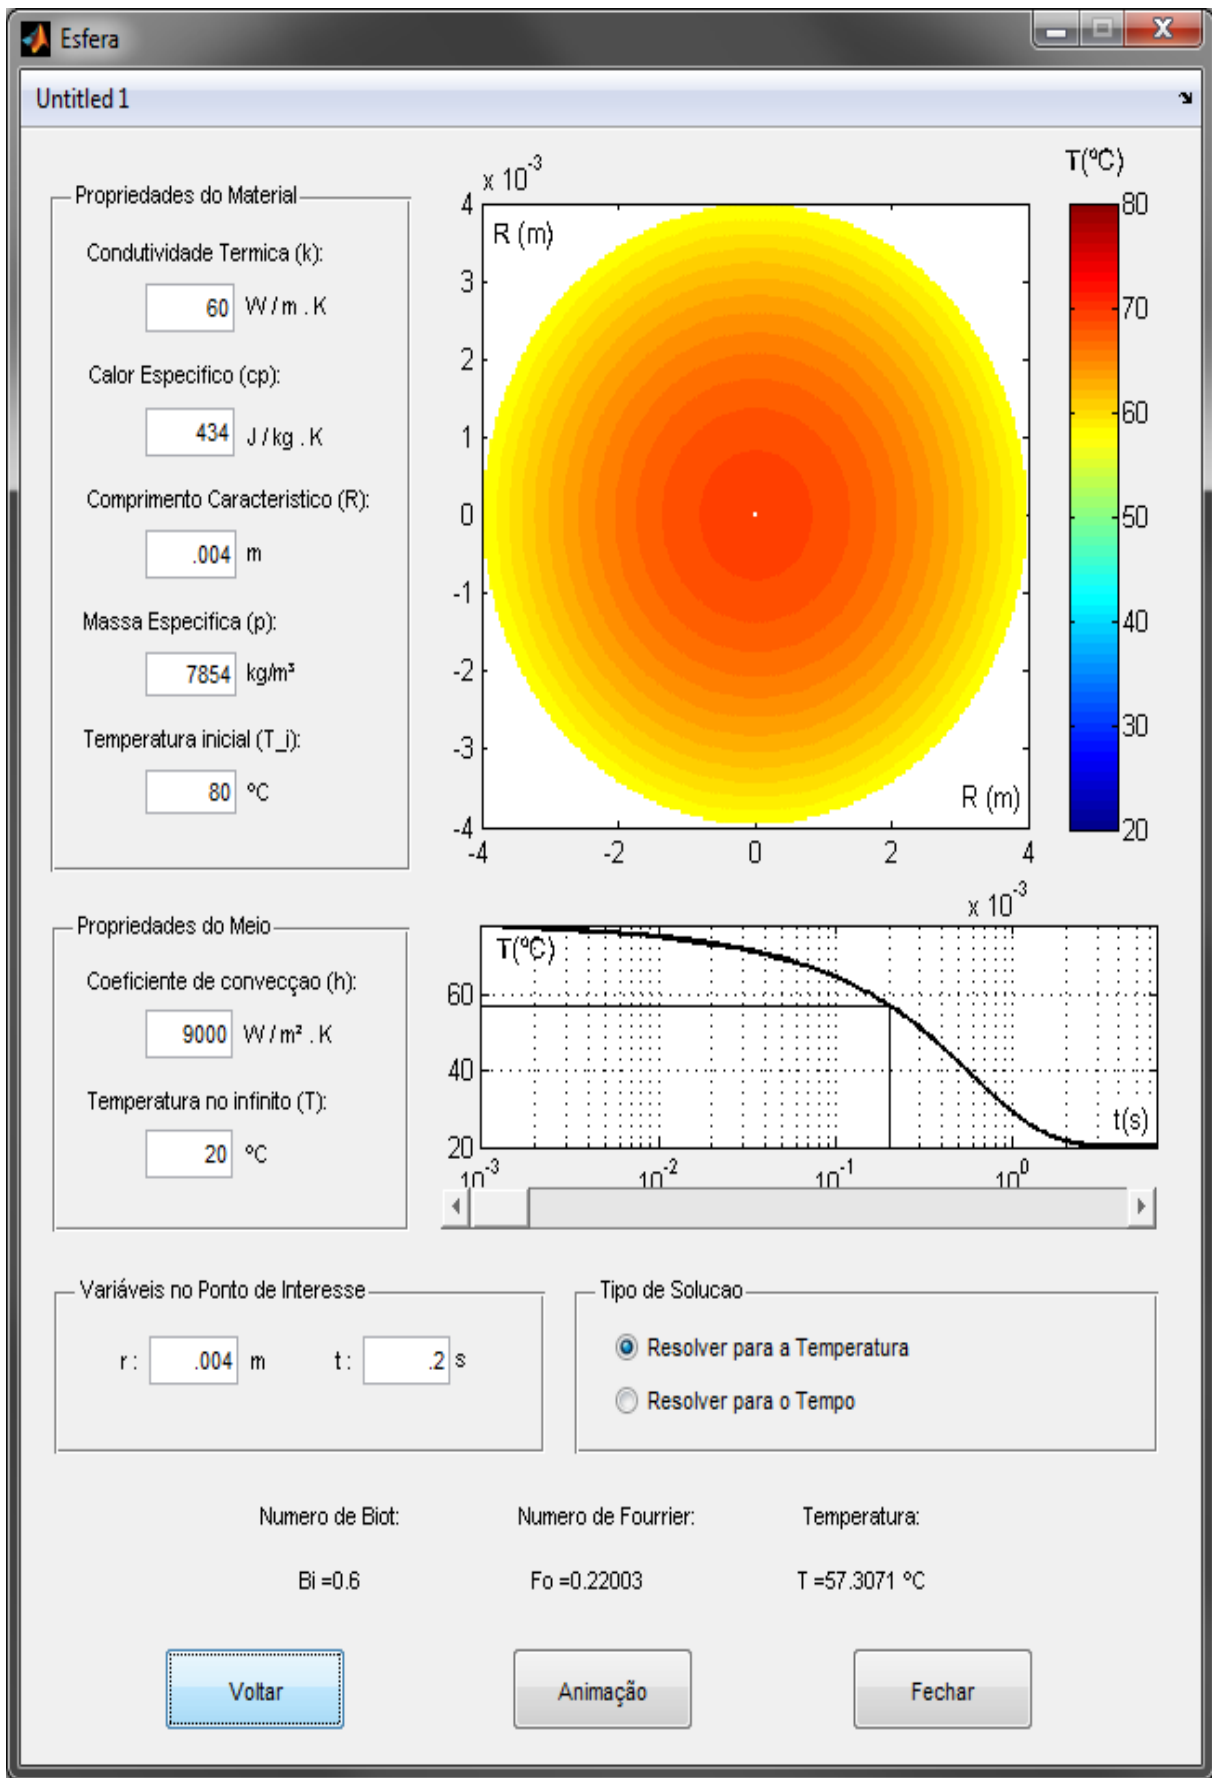 Esfera
Untitled 1
Propriedades do Material
Condutividade Termica (k):
60 W / m . K
Calor Especifico (cp):
434 J / kg . K
Comprimento Caracteristico (R):
.004 m
Massa Especifica (p):
7854 kg/m³
Temperatura inicial (T_i):
80 ºC
x 10-3
R (m)
4
3
2
1
0
-1
-2
-3
-4
R (m)
-4 -2 0 2 4
x 10-3
T(ºC)
80
70
60
50
40
30
20
Propriedades do Meio
Coeficiente de convecçao (h):
9000 W / m² . K
Temperatura no infinito (T):
20 ºC
T(ºC)
60
40
20
t(s)
10-3 10-2 10-1 100
Variáveis no Ponto de Interesse
r : .004 m t : .2 s
Tipo de Solucao
Resolver para a Temperatura
Resolver para o Tempo
Numero de Biot: Numero de Fourrier: Temperatura:
Bi =0.6 Fo =0.22003 T =57.3071 ºC
Voltar Animação Fechar